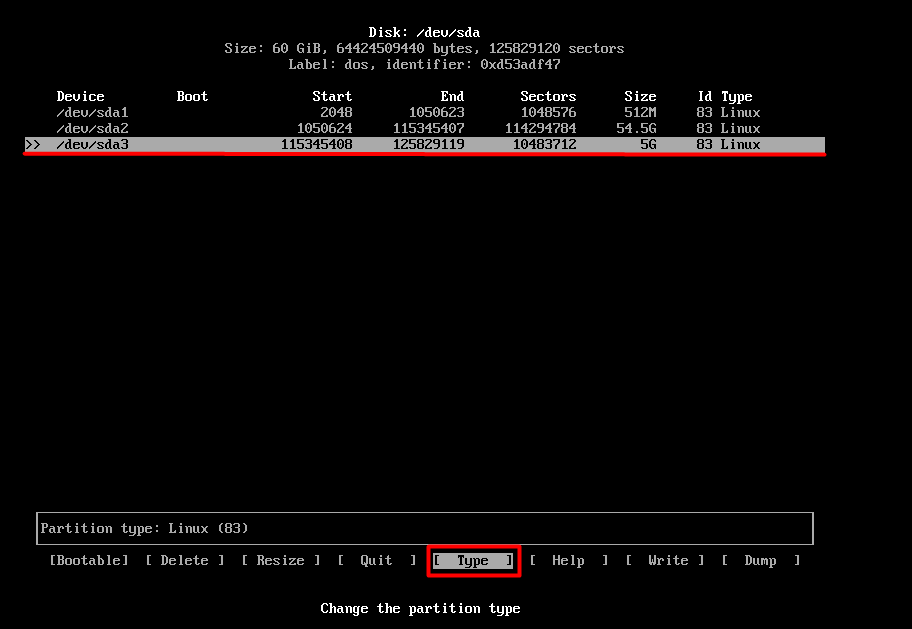 Disk: /dev/sda
Size: 60 GiB, 64424509440 bytes, 125829120 sectors
Label: dos, identifier: 0xd53adf47
Device Boot Start End Sectors Size Id Type
/dev/sda1 2048 1050623 1048576 512M 83 Linux
/dev/sda2 1050624 115345407 114294784 54.5G 83 Linux
>> /dev/sda3 115345408 125829119 10483712 5G 83 Linux
Partition type: Linux (83)
[Bootable] [ Delete ] [ Resize ] [ Quit ] [ Type ] [ Help ] [ Write ] [ Dump ]
Change the partition type